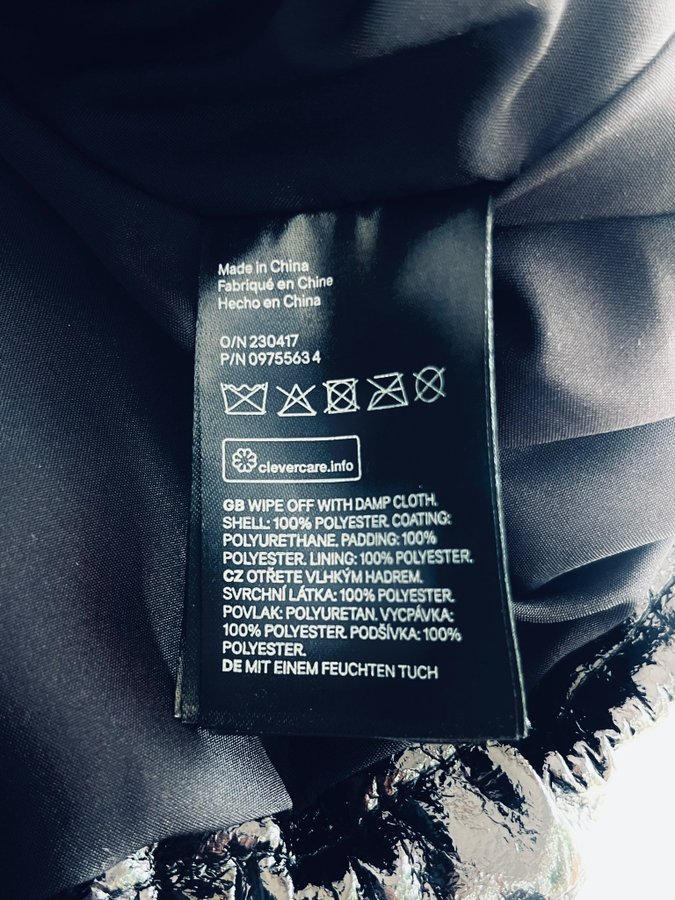 Made in China
Fabriqué en Chine
Hecho en China
O/N 230417
P/N 0975563 4
clevercare.info
GB WIPE OFF WITH DAMP CLOTH.
SHELL: 100% POLYESTER. COATING:
POLYURETHANE. PADDING: 100%
POLYESTER. LINING: 100% POLYESTER.
CZ OTŘETE VLHKÝM HADREM.
SVRCHNÍ LÁTKA: 100% POLYESTER.
POVLAK: POLYURETAN. VYCPÁVKA:
100% POLYESTER. PODŠÍVKA: 100%
POLYESTER.
DE MIT EINEM FEUCHTEN TUCH